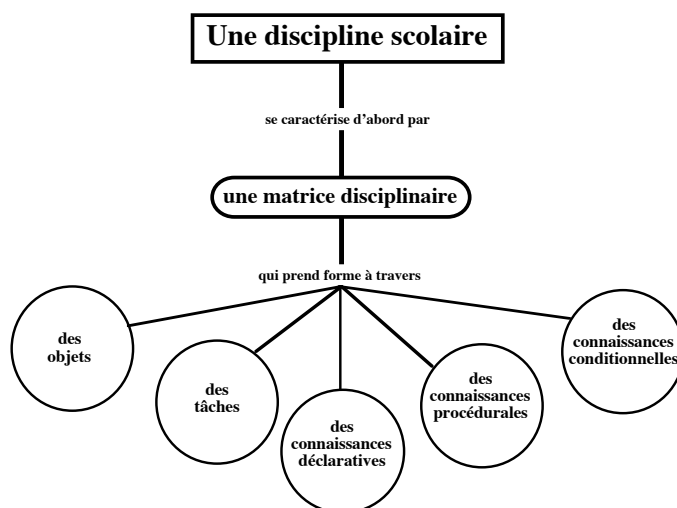 Une discipline scolaire
se caractérise d'abord par
une matrice disciplinaire
qui prend forme à travers
des
objets
des
tâches
des
connaissances
déclaratives
des
connaissances
procédurales
des
connaissances
conditionnelles